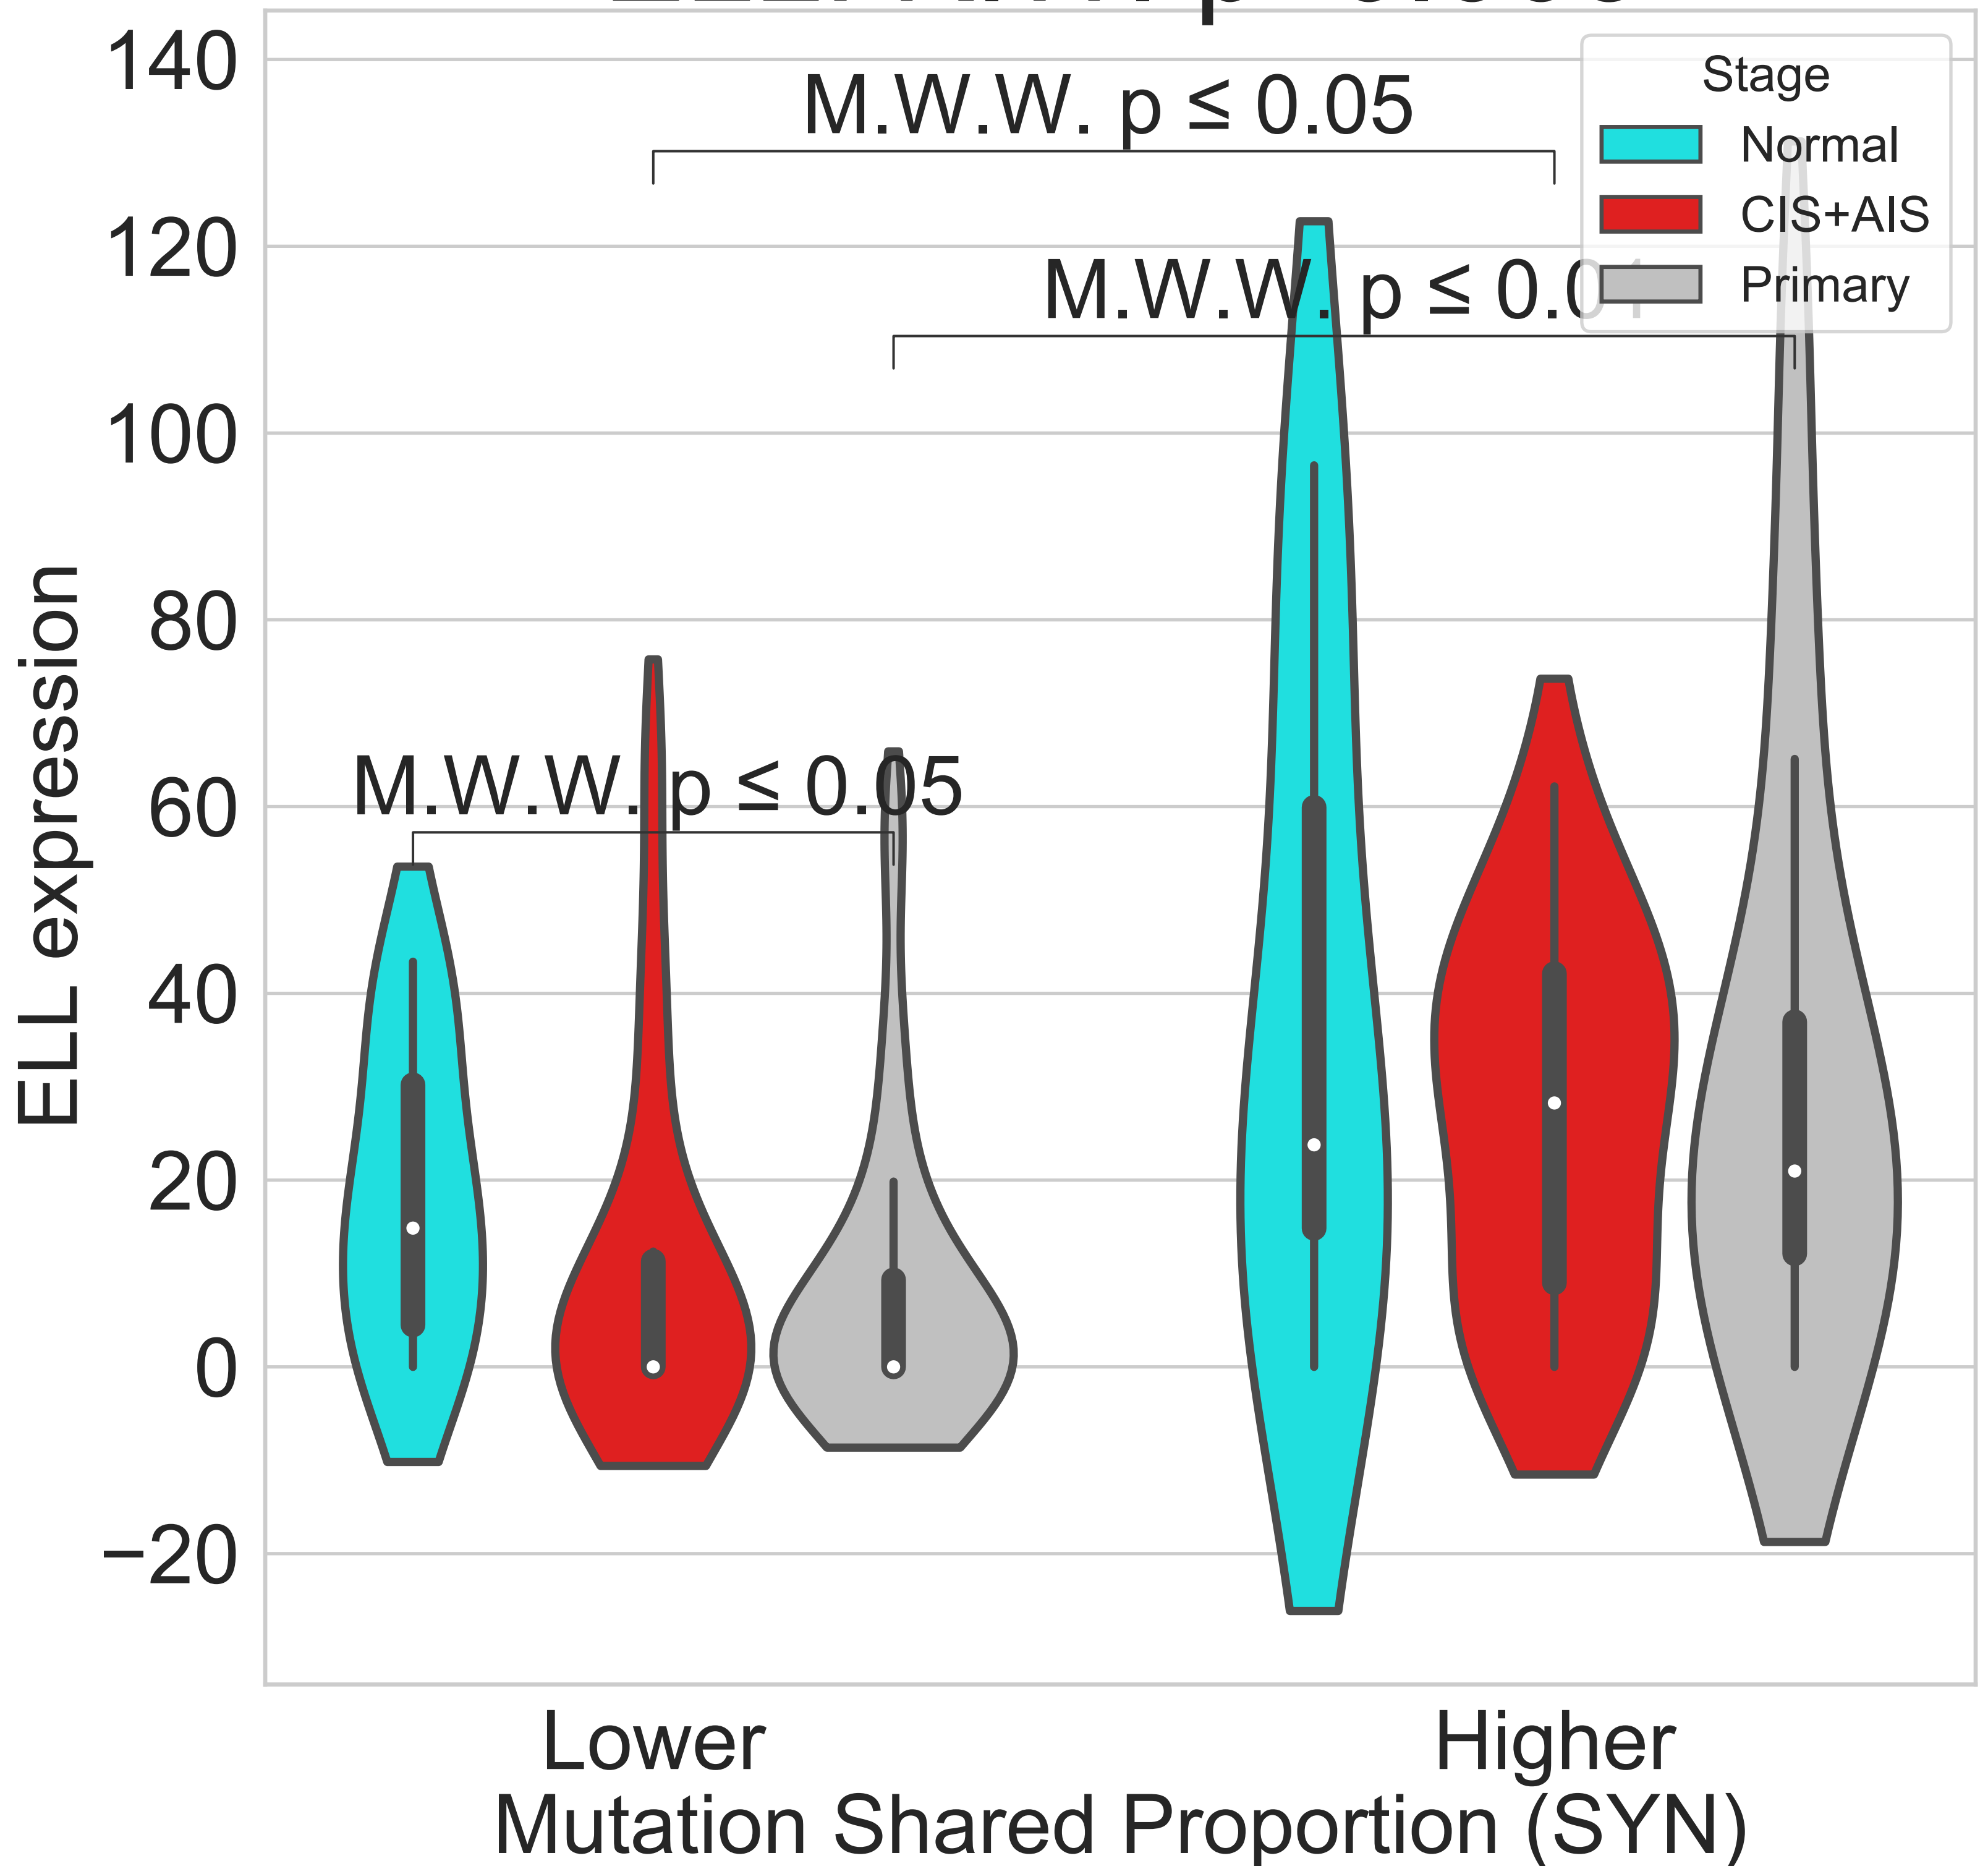 140
120
100
80
60
40
20
0
−20
ELL expression
M.W.W. p ≤ 0.05
M.W.W. p ≤ 0.01
M.W.W. p ≤ 0.05
Stage
Normal
CIS+AIS
Primary
Lower
Higher
Mutation Shared Proportion (SYN)